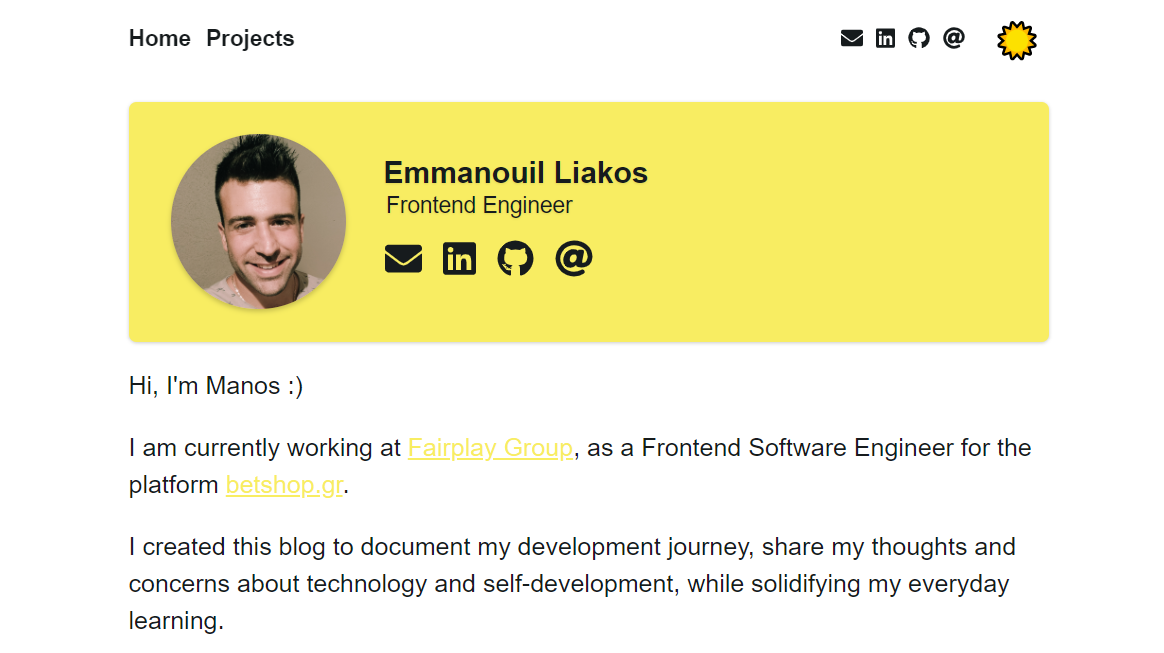 Home Projects
Emmanouil Liakos
Frontend Engineer
Hi, I'm Manos :)
I am currently working at Fairplay Group, as a Frontend Software Engineer for the
platform betshop.gr.
I created this blog to document my development journey, share my thoughts and
concerns about technology and self-development, while solidifying my everyday
learning.